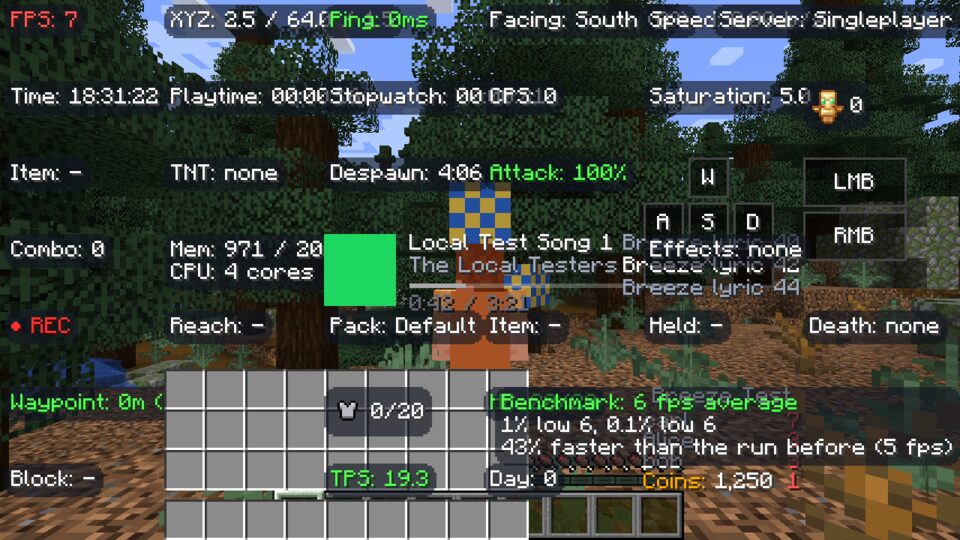 FPS: 7
XYZ: 2.5 / 64.0
Ping: 0ms
Facing: South
Speed
Server: Singleplayer
Time: 18:31:22
Playtime: 00:00
Stopwatch: 00
CPS:
Saturation: 5.0
0
Item: -
TNT: none
Despawn: 4:06
Attack: 100%
W
LMB
A S D
RMB
Combo: 0
Mem: 971 / 20
CPU: 4 cores
Local Test Song 1
The Local Testers
0:42 / 3:21
Effects: none
Breeze lyric 42
Breeze lyric 44
• REC
Reach: -
Pack: Default
Item: -
Held: -
Death: none
Waypoint: 0m (
0/20
Breeze Test
Benchmark: 6 fps average
1% low 6, 0.1% low 6
43% faster than the run before (5 fps)
Block: -
TPS: 19.3
Day: 0
Coins: 1,250
1